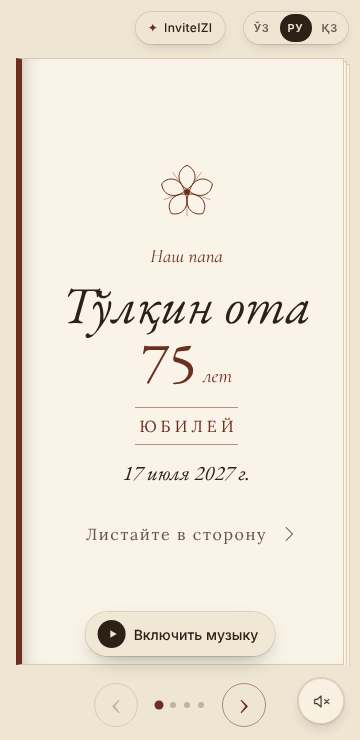 InviteIZI
ЎЗ РУ ҚЗ
Наш папа
Тўлқин ота
75 лет
ЮБИЛЕЙ
17 июля 2027 г.
Листайте в сторону
Включить музыку